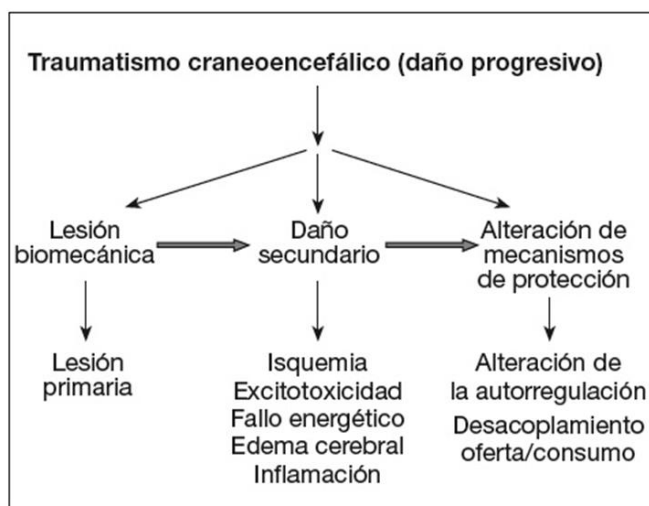 Traumatismo craneoencefálico (daño progresivo)
Lesión
biomecánica
Daño
secundario
Alteración de
mecanismos
de protección
Lesión
primaria
Isquemia
Excitotoxicidad
Fallo energético
Edema cerebral
Inflamación
Alteración de
la autorregulación
Desacoplamiento
oferta/consumo